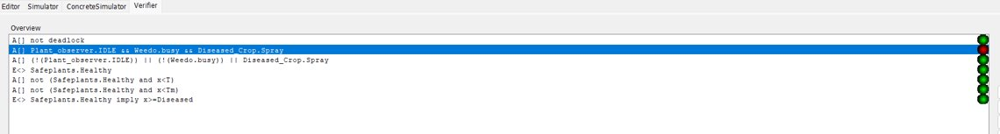 Editor Simulator ConcreteSimulator Verifier
Overview
A[] not deadlock
A[] Plant_observer.IDLE && Weedo.busy && Diseased_Crop.Spray
A[] (!(Plant_observer.IDLE)) || (!(Weedo.busy)) || Diseased_Crop.Spray
E<> Safeplants.Healthy
A[] not (Safeplants.Healthy and x<T)
A[] not (Safeplants.Healthy and x<Tm)
E<> Safeplants.Healthy imply x>=Diseased